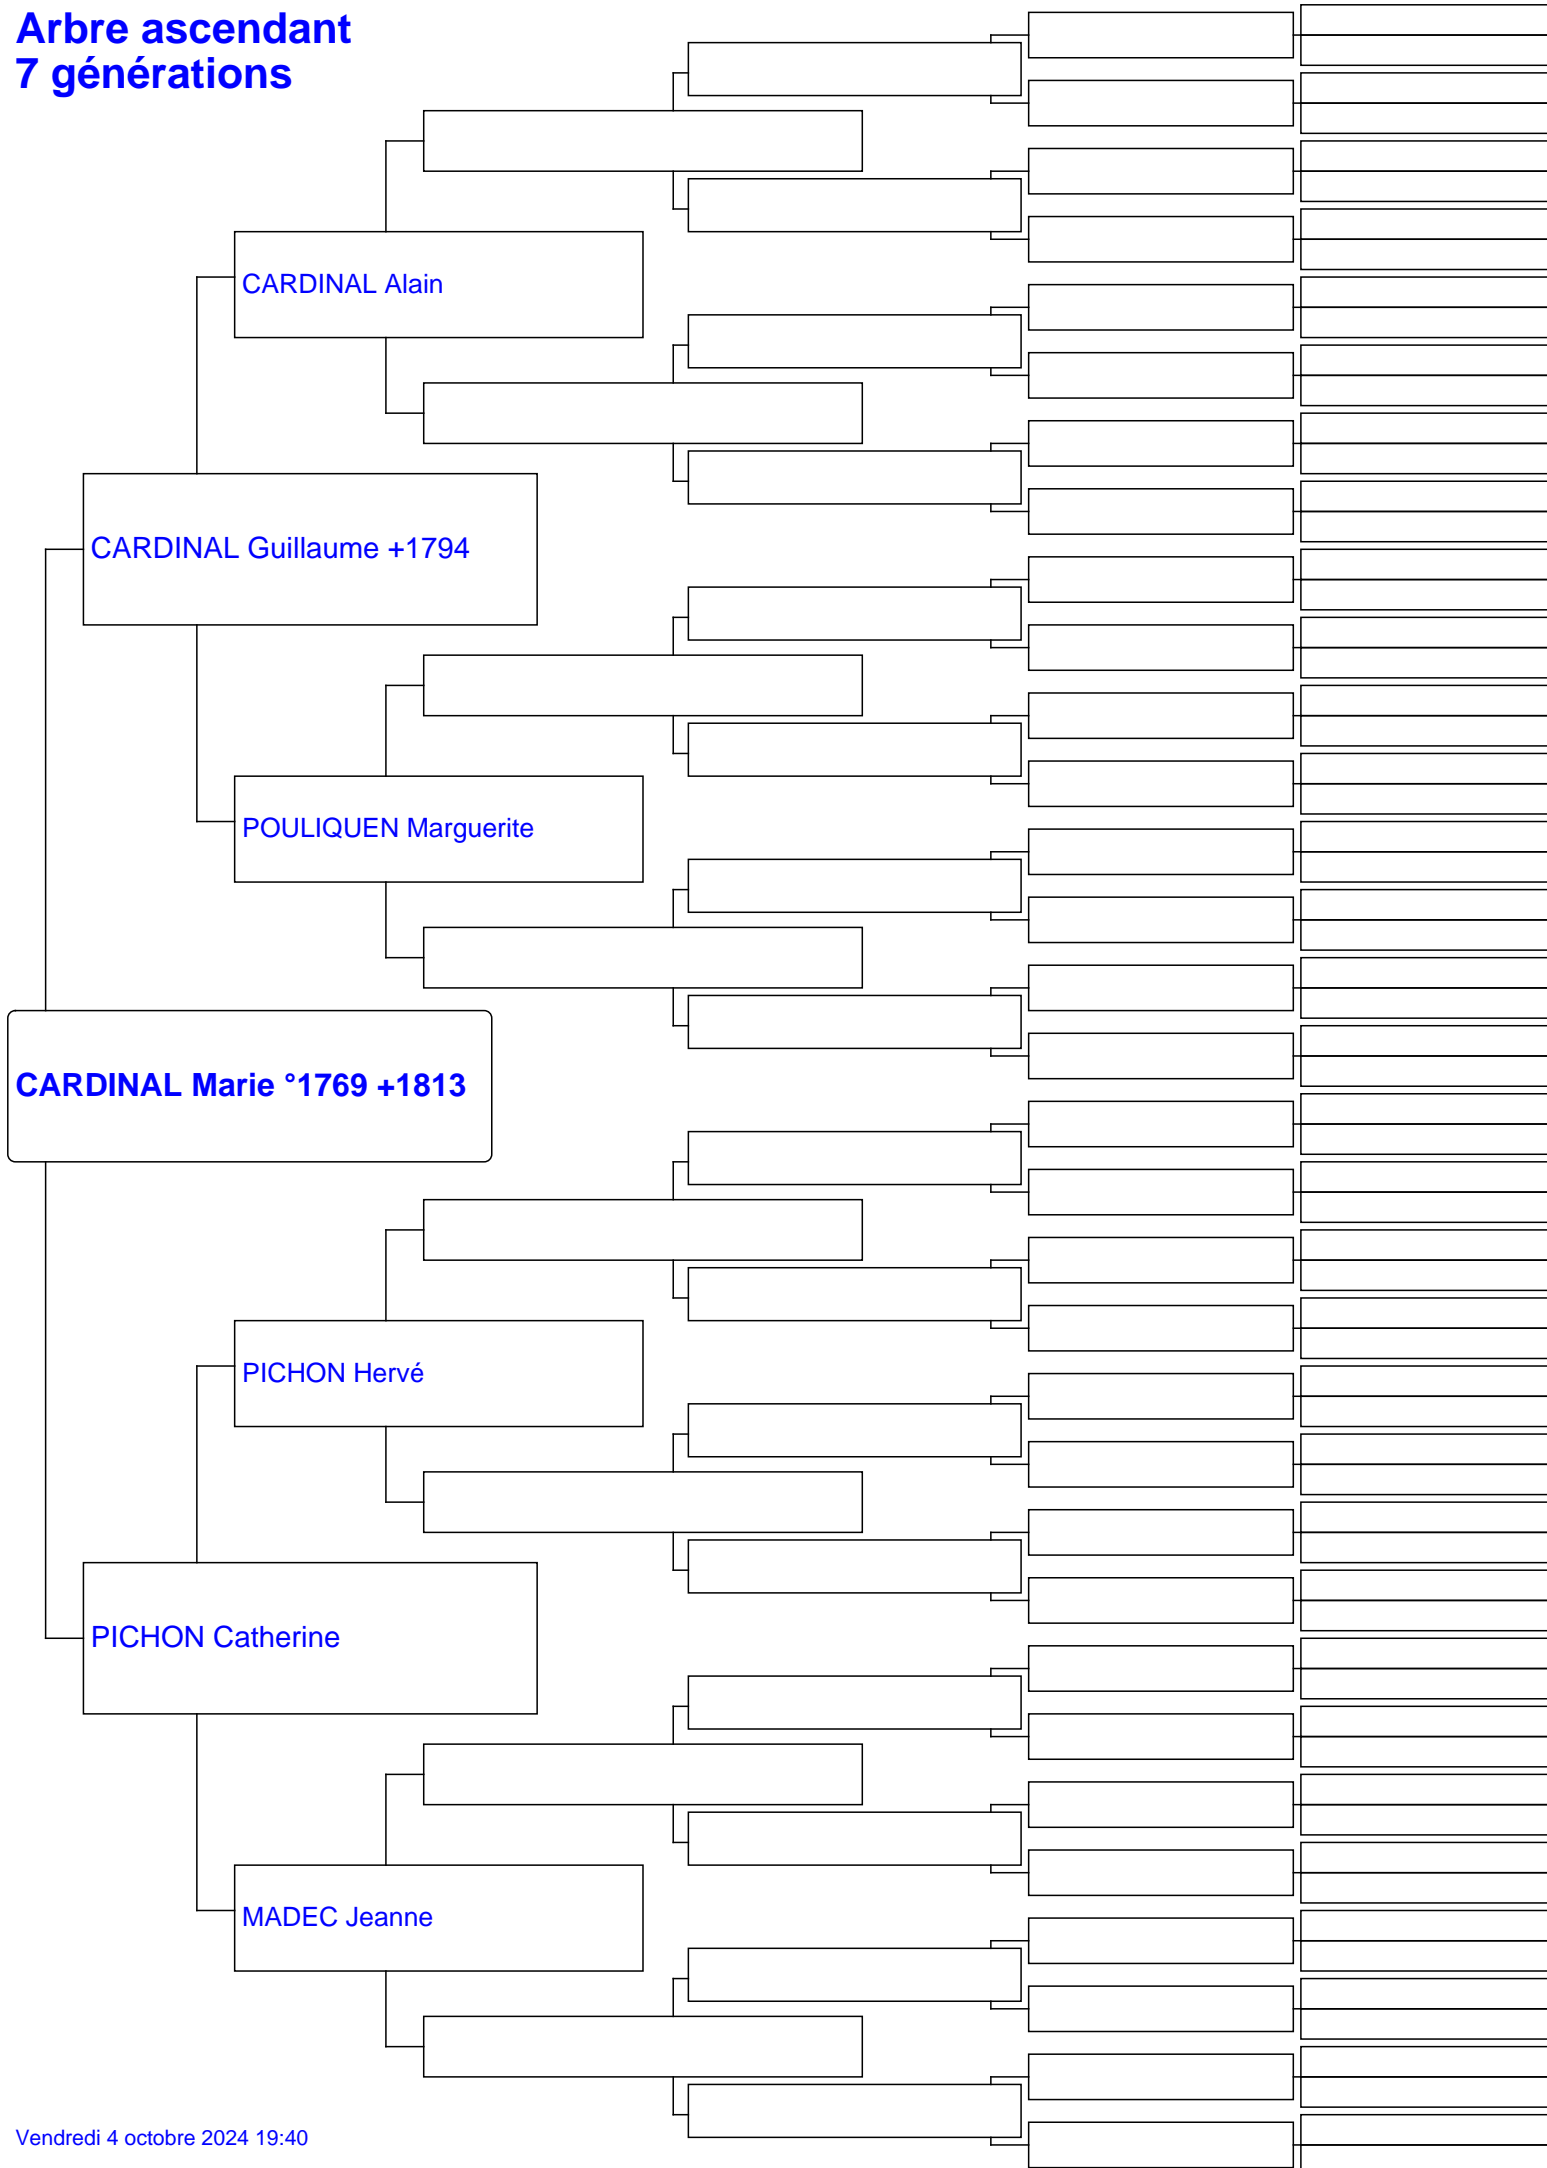 Arbre ascendant
7 générations
CARDINAL Alain
CARDINAL Guillaume +1794
POULIQUEN Marguerite
CARDINAL Marie °1769 +1813
PICHON Hervé
PICHON Catherine
MADEC Jeanne
Vendredi 4 octobre 2024 19:40